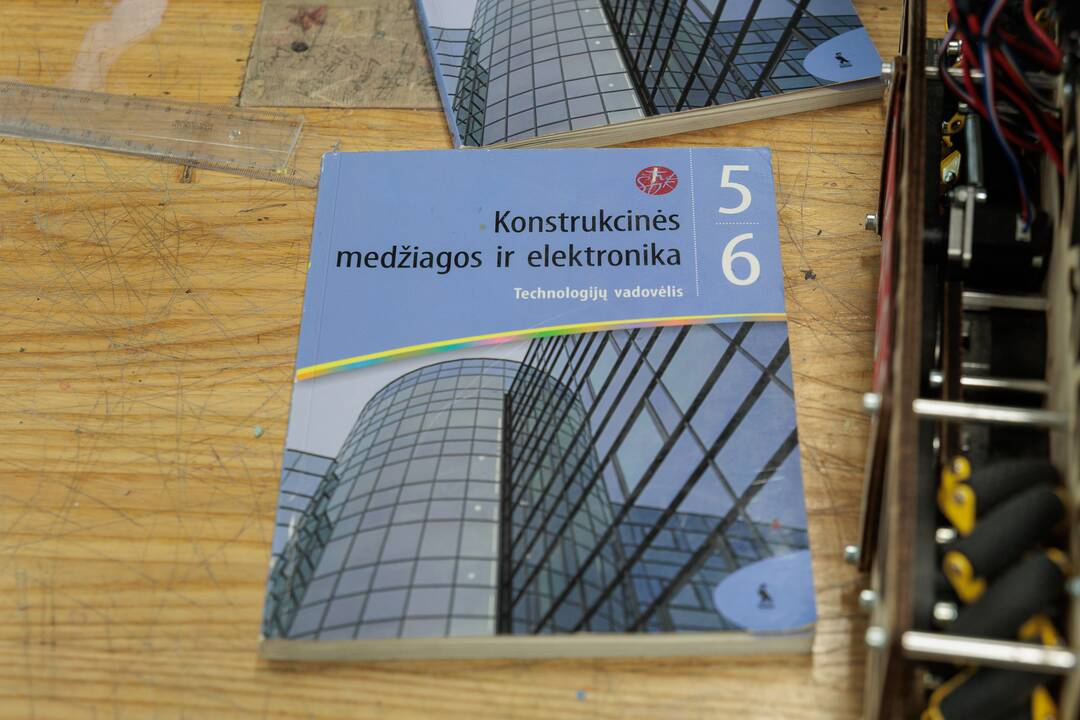 5
6
Konstrukcinės
medžiagos ir elektronika
Technologijų vadovėlis